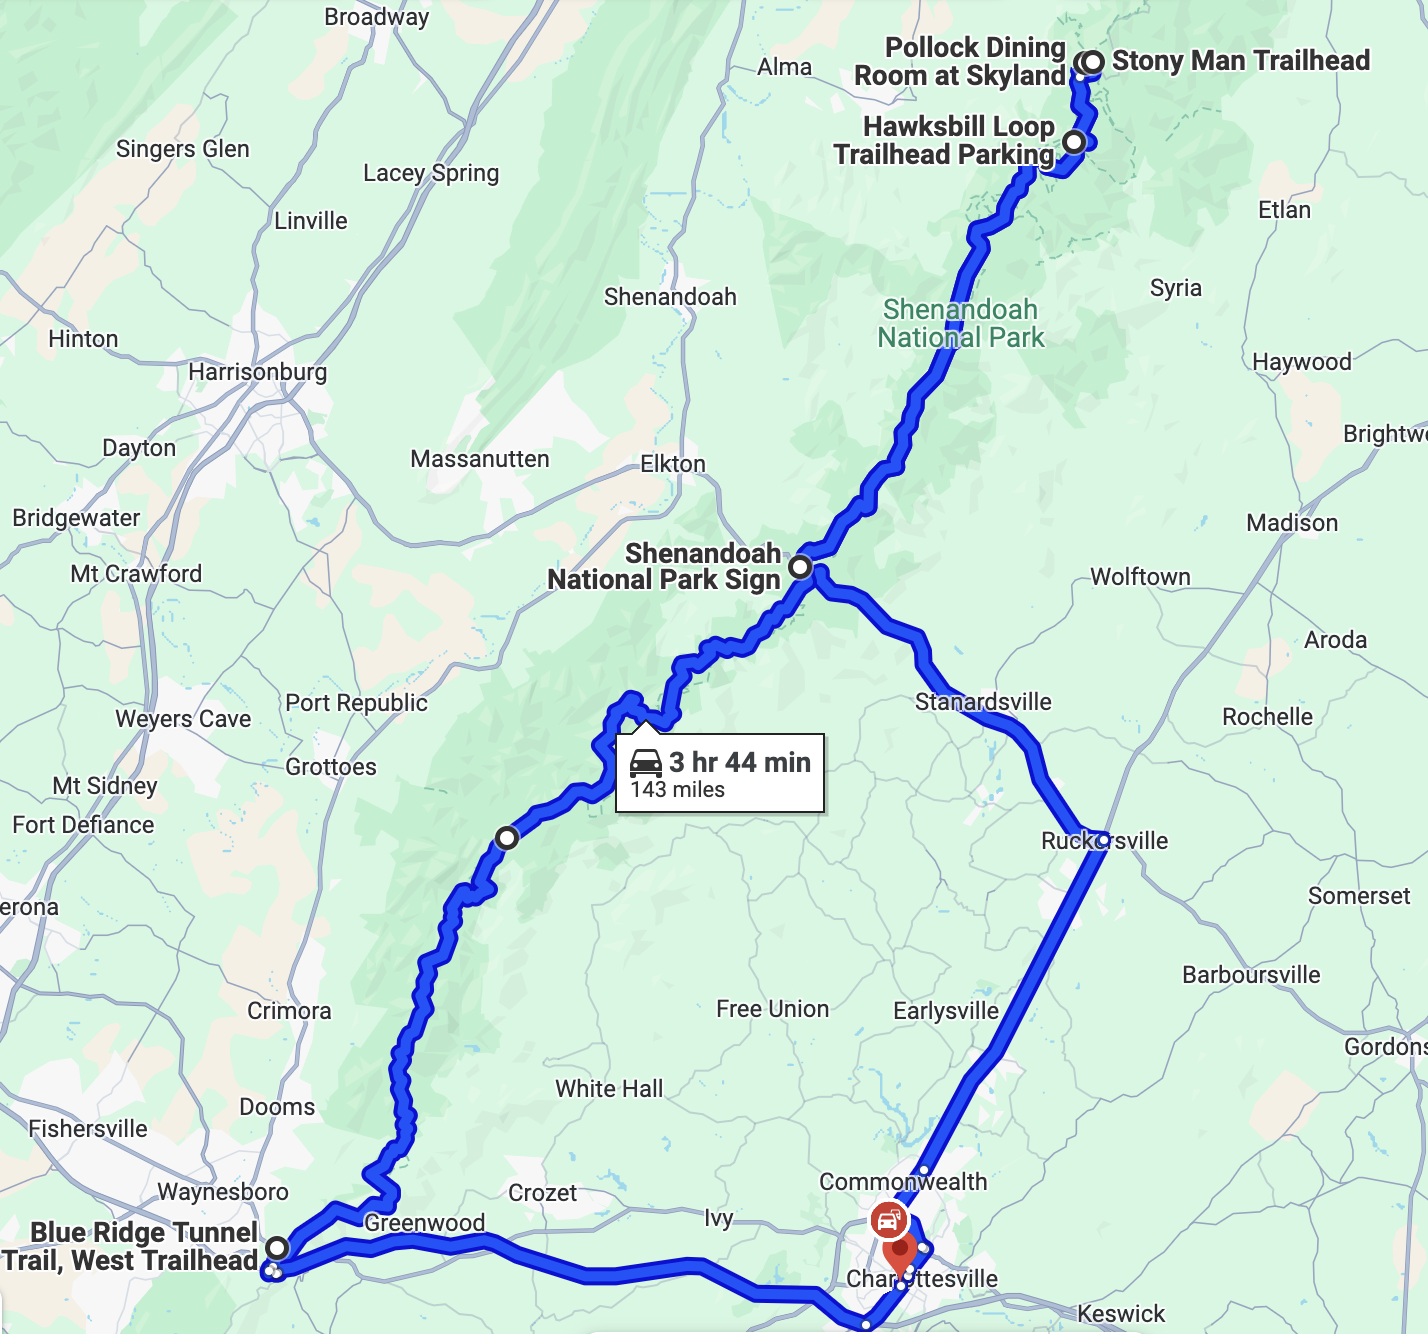 Broadway
Pollock Dining
Room at Skyland
Stony Man Trailhead
Alma
Hawksbill Loop
Trailhead Parking
Singers Glen
Lacey Spring
Linville
Etlan
Syria
Shenandoah
Shenandoah
National Park
Hinton
Harrisonburg
Haywood
Dayton
Massanutten
Elkton
Brightwo
Bridgewater
Madison
Shenandoah
National Park Sign
Mt Crawford
Wolftown
Aroda
Port Republic
Stanardsville
Weyers Cave
Rochelle
Grottoes
3 hr 44 min
143 miles
Mt Sidney
Fort Defiance
Ruckersville
erona
Somerset
Barboursville
Crimora
Free Union
Earlysville
Gordons
White Hall
Dooms
Fishersville
Commonwealth
Waynesboro
Crozet
Ivy
Greenwood
Blue Ridge Tunnel
Trail, West Trailhead
Charlottesville
Keswick